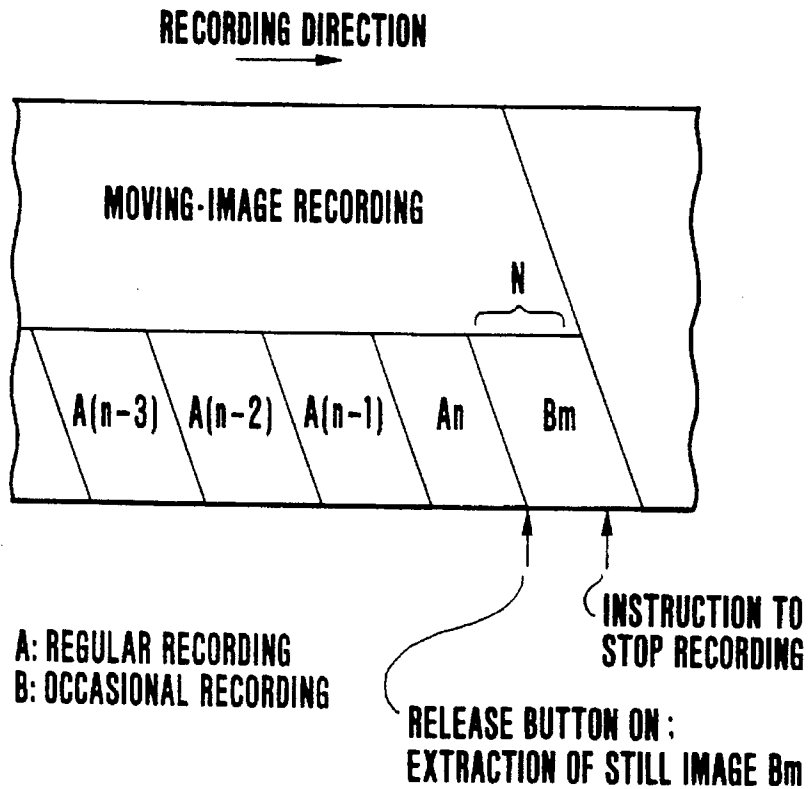 RECORDING DIRECTION
MOVING-IMAGE RECORDING
N
A(n-3) A(n-2) A(n-1) An Bm
INSTRUCTION TO
STOP RECORDING
A: REGULAR RECORDING
B: OCCASIONAL RECORDING
RELEASE BUTTON ON:
EXTRACTION OF STILL IMAGE Bm